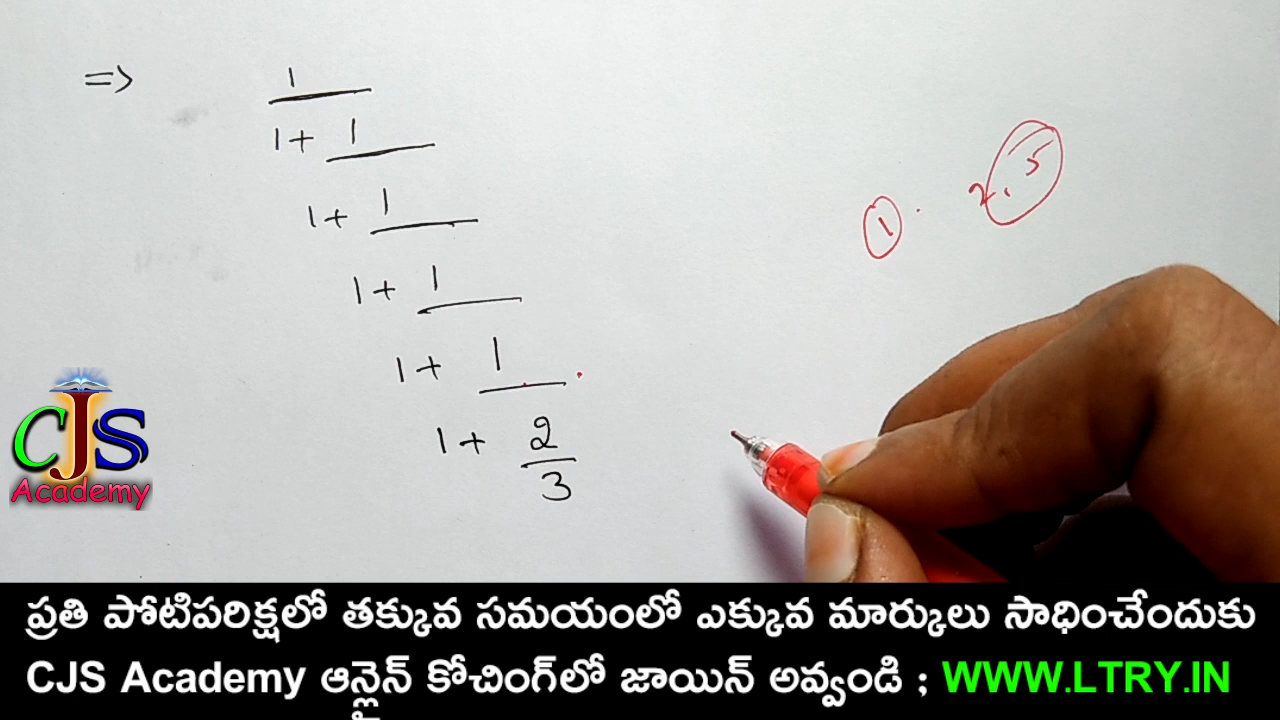 => 1
1 + 1
1 + 1
1 + 1
1 + 1
1 + 2
3
1 . 2.5
CJS
Academy
ప్రతి పోటిపరిక్షలో తక్కువ సమయంలో ఎక్కువ మార్కులు సాధించేందుకు
CJS Academy ఆన్లైన్ కోచింగ్‌లో జాయిన్ అవ్వండి ; WWW.LTRY.IN